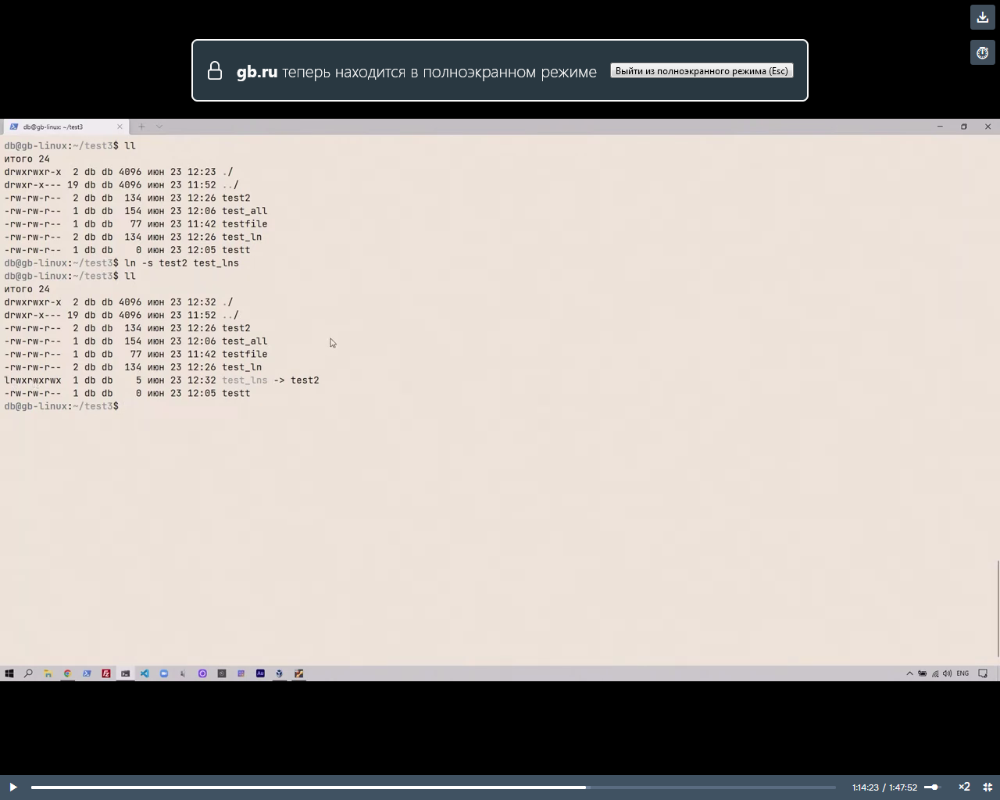 gb.ru теперь находится в полноэкранном режиме
Выйти из полноэкранного режима (Esc)
db@gb-linux: ~/test3
db@gb-linux:~/test3$ ll
итого 24
drwxrwxr-x  2 db db 4096 июн 23 12:23 ./
drwxr-x--- 19 db db 4096 июн 23 11:52 ../
-rw-rw-r--  2 db db  134 июн 23 12:26 test2
-rw-rw-r--  1 db db  154 июн 23 12:06 test_all
-rw-rw-r--  1 db db   77 июн 23 11:42 testfile
-rw-rw-r--  2 db db  134 июн 23 12:26 test_ln
-rw-rw-r--  1 db db    0 июн 23 12:05 testt
db@gb-linux:~/test3$ ln -s test2 test_lns
db@gb-linux:~/test3$ ll
итого 24
drwxrwxr-x  2 db db 4096 июн 23 12:32 ./
drwxr-x--- 19 db db 4096 июн 23 11:52 ../
-rw-rw-r--  2 db db  134 июн 23 12:26 test2
-rw-rw-r--  1 db db  154 июн 23 12:06 test_all
-rw-rw-r--  1 db db   77 июн 23 11:42 testfile
-rw-rw-r--  2 db db  134 июн 23 12:26 test_ln
lrwxrwxrwx  1 db db    5 июн 23 12:32 test_lns -> test2
-rw-rw-r--  1 db db    0 июн 23 12:05 testt
db@gb-linux:~/test3$
Au
ENG
1:14:23 / 1:47:52
×2